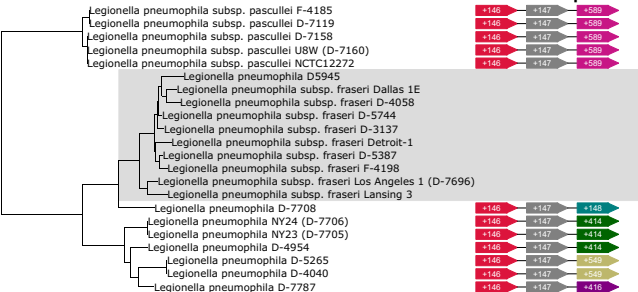 Legionella pneumophila subsp. pascullei F-4185 +146 +147 +589
Legionella pneumophila subsp. pascullei D-7119 +146 +147 +589
Legionella pneumophila subsp. pascullei D-7158 +146 +147 +589
Legionella pneumophila subsp. pascullei U8W (D-7160) +146 +147 +589
Legionella pneumophila subsp. pascullei NCTC12272 +146 +147 +589
Legionella pneumophila D5945
Legionella pneumophila subsp. fraseri Dallas 1E
Legionella pneumophila subsp. fraseri D-4058
Legionella pneumophila subsp. fraseri D-5744
Legionella pneumophila subsp. fraseri D-3137
Legionella pneumophila subsp. fraseri Detroit-1
Legionella pneumophila subsp. fraseri D-5387
Legionella pneumophila subsp. fraseri F-4198
Legionella pneumophila subsp. fraseri Los Angeles 1 (D-7696)
Legionella pneumophila subsp. fraseri Lansing 3
Legionella pneumophila D-7708 +146 +147 +148
Legionella pneumophila NY24 (D-7706) +146 +147 +414
Legionella pneumophila NY23 (D-7705) +146 +147 +414
Legionella pneumophila D-4954 +146 +147 +414
Legionella pneumophila D-5265 +146 +147 +549
Legionella pneumophila D-4040 +146 +147 +549
Legionella pneumophila D-7787 +146 +147 +416